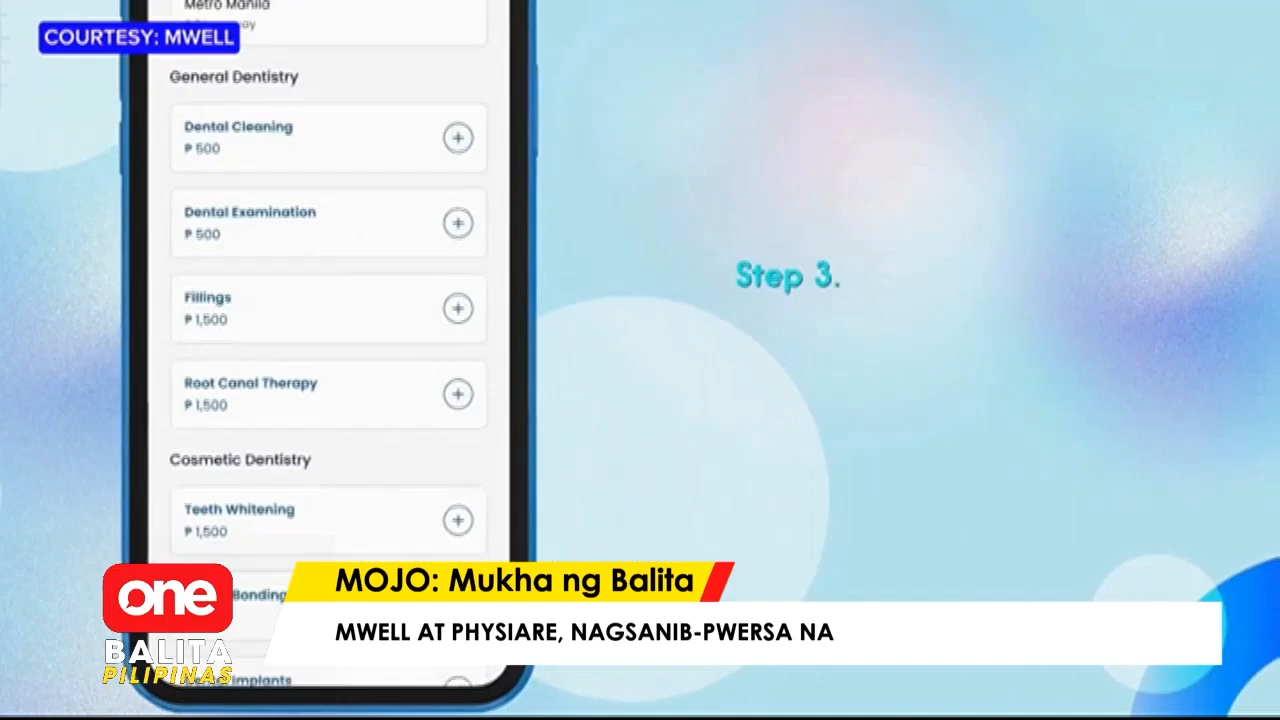 Metro Manila
COURTESY: MWELL
General Dentistry
Dental Cleaning
₱ 500
Dental Examination
₱ 500
Fillings
₱ 1,500
Root Canal Therapy
₱ 1,500
Cosmetic Dentistry
Teeth Whitening
₱ 1,500
Bonding
Implants
Step 3.
MOJO: Mukha ng Balita
MWELL AT PHYSIARE, NAGSANIB-PWERSA NA
one
BALITA
PILIPINAS